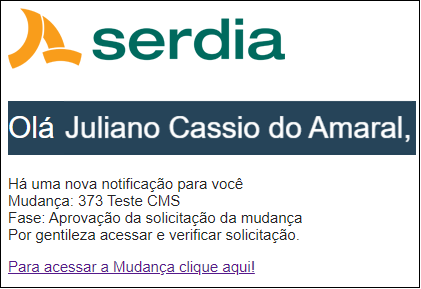 serdia
Olá Juliano Cassio do Amaral,
Há uma nova notificação para você
Mudança: 373 Teste CMS
Fase: Aprovação da solicitação da mudança
Por gentileza acessar e verificar solicitação.
Para acessar a Mudança clique aqui!